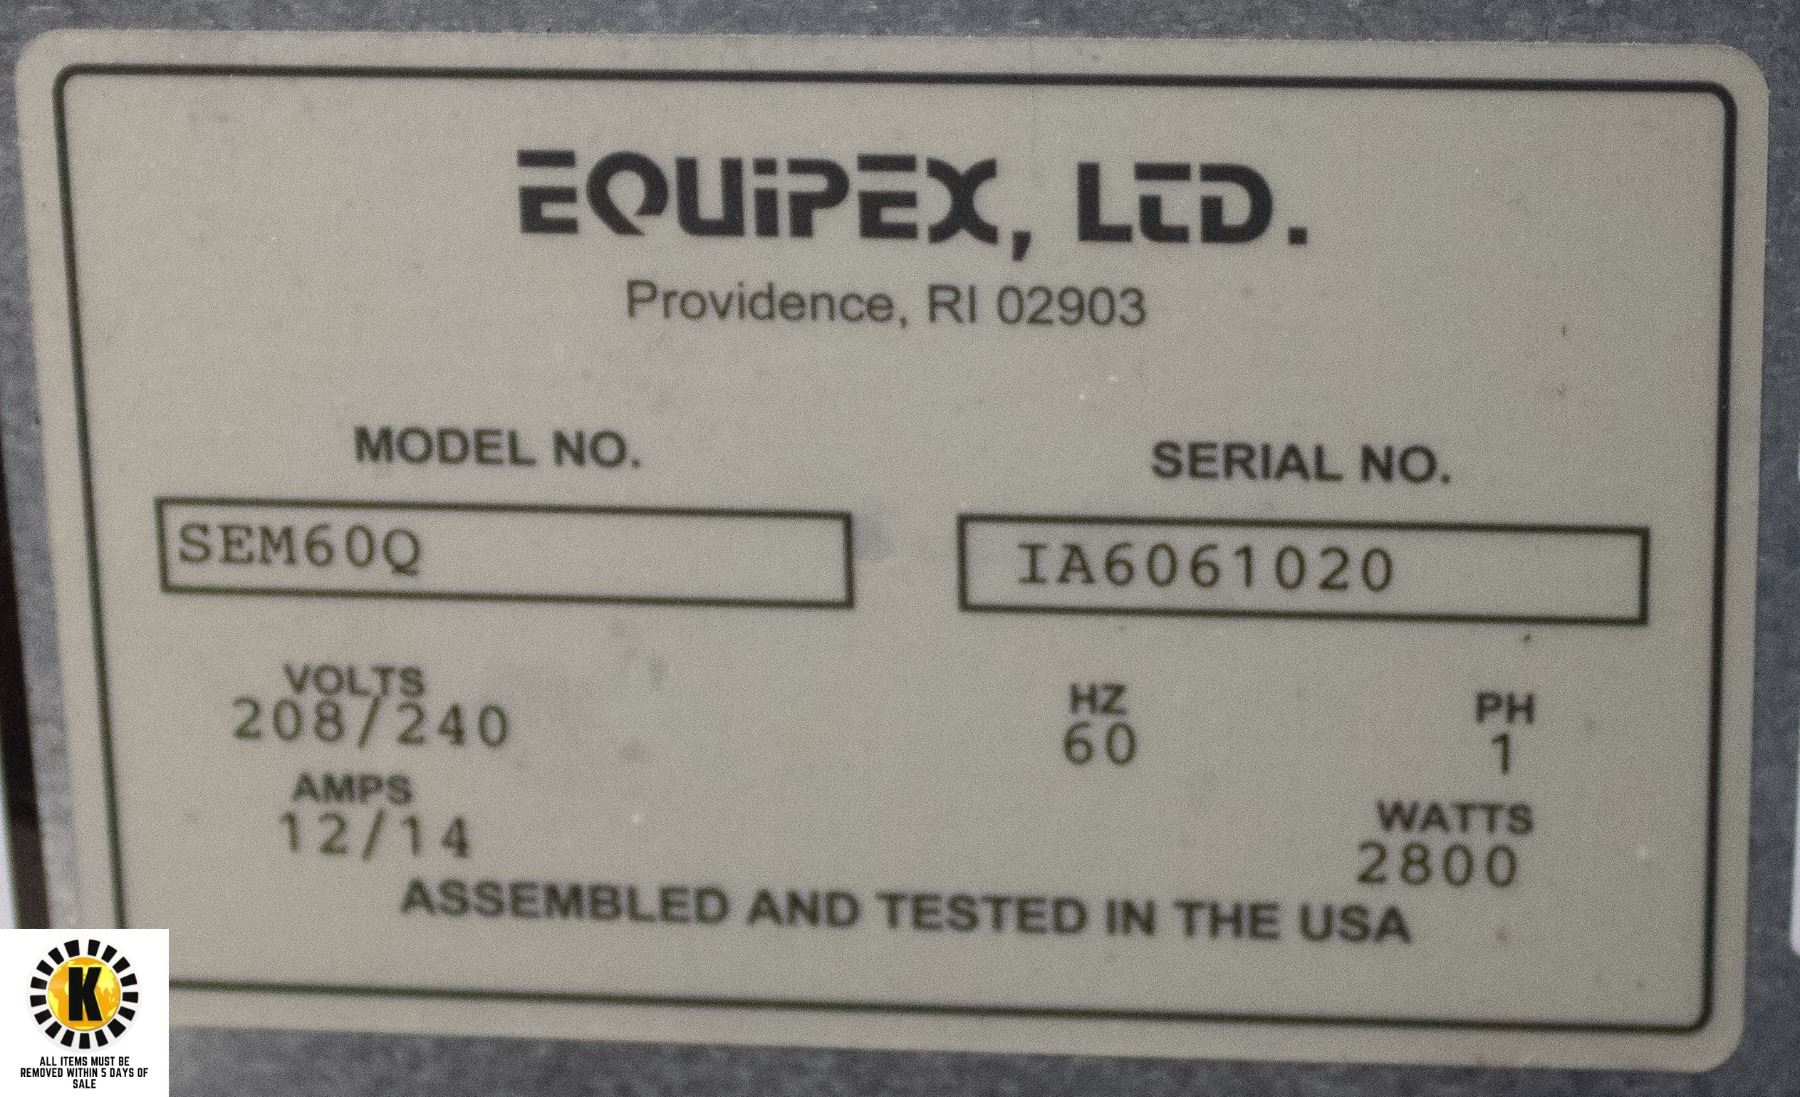 EQUIPEX, LTD.
Providence, RI 02903
MODEL NO. SERIAL NO.
SEM60Q IA6061020
VOLTS HZ PH
208/240 60 1
AMPS WATTS
12/14 2800
ASSEMBLED AND TESTED IN THE USA
K
ALL ITEMS MUST BE
REMOVED WITHIN 5 DAYS OF
SALE